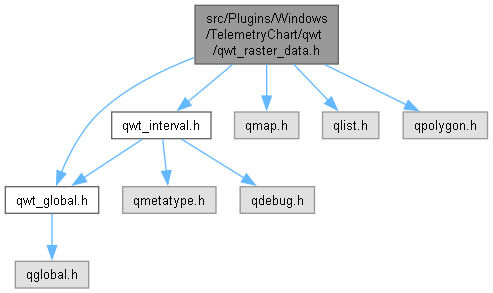 src/Plugins/Windows
/TelemetryChart/qwt
/qwt_raster_data.h
qwt_interval.h
qmap.h
qlist.h
qpolygon.h
qwt_global.h
qmetatype.h
qdebug.h
qglobal.h